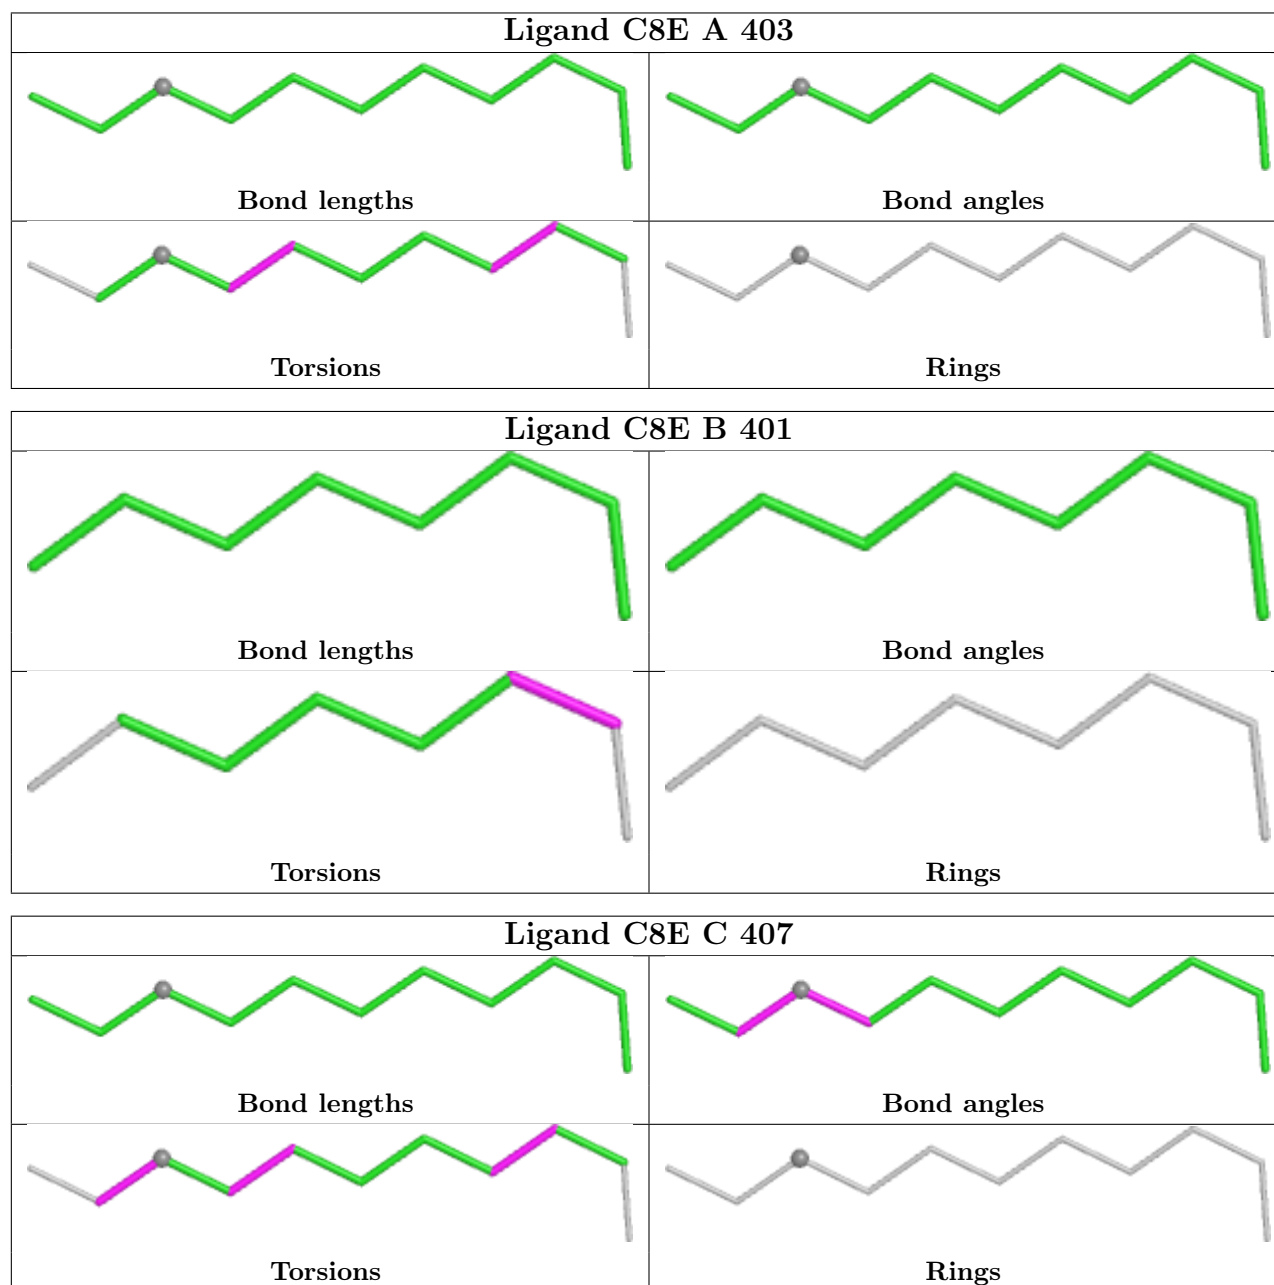 Ligand C8E A 403
Bond lengths
Bond angles
Torsions
Rings
Ligand C8E B 401
Bond lengths
Bond angles
Torsions
Rings
Ligand C8E C 407
Bond lengths
Bond angles
Torsions
Rings